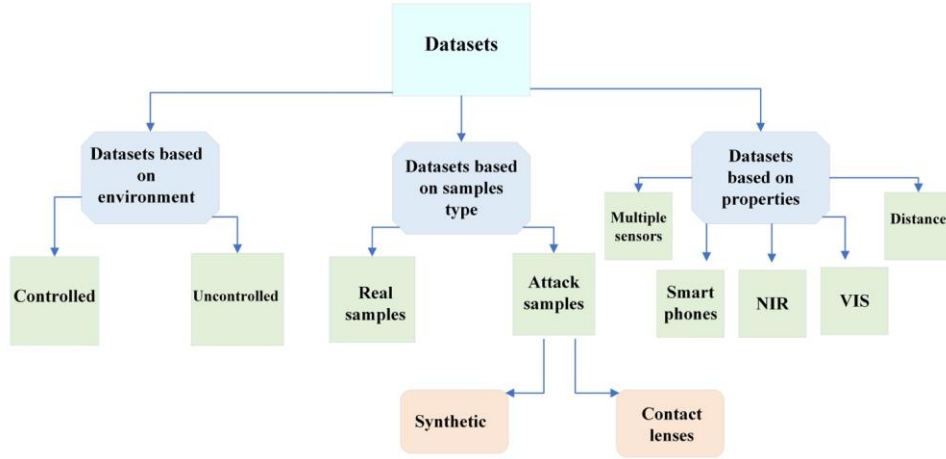 Datasets
Datasets based
on
environment
Datasets based
on samples
type
Datasets
based on
properties
Controlled
Uncontrolled
Real
samples
Attack
samples
Multiple
sensors
Smart
phones
NIR
VIS
Distance
Synthetic
Contact
lenses